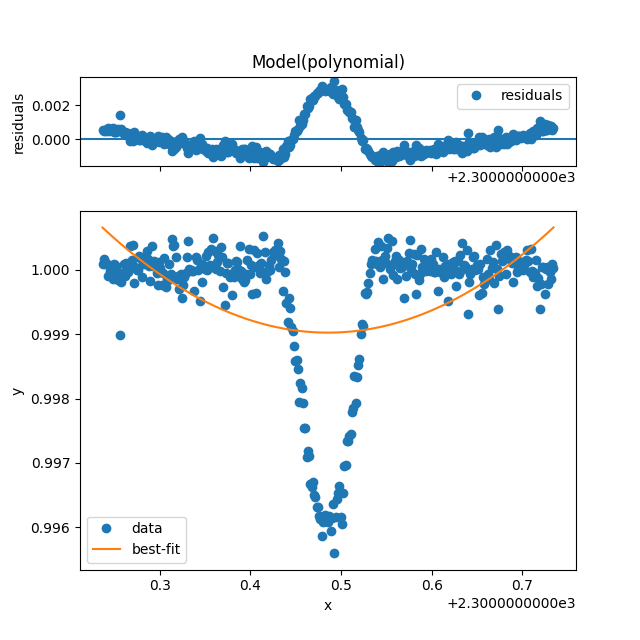 Model(polynomial)
residuals
0.002
0.000
residuals
+2.3000000000e3
1.000
0.999
0.998
0.997
0.996
y
data
best-fit
0.3 0.4 0.5 0.6 0.7
x
+2.3000000000e3